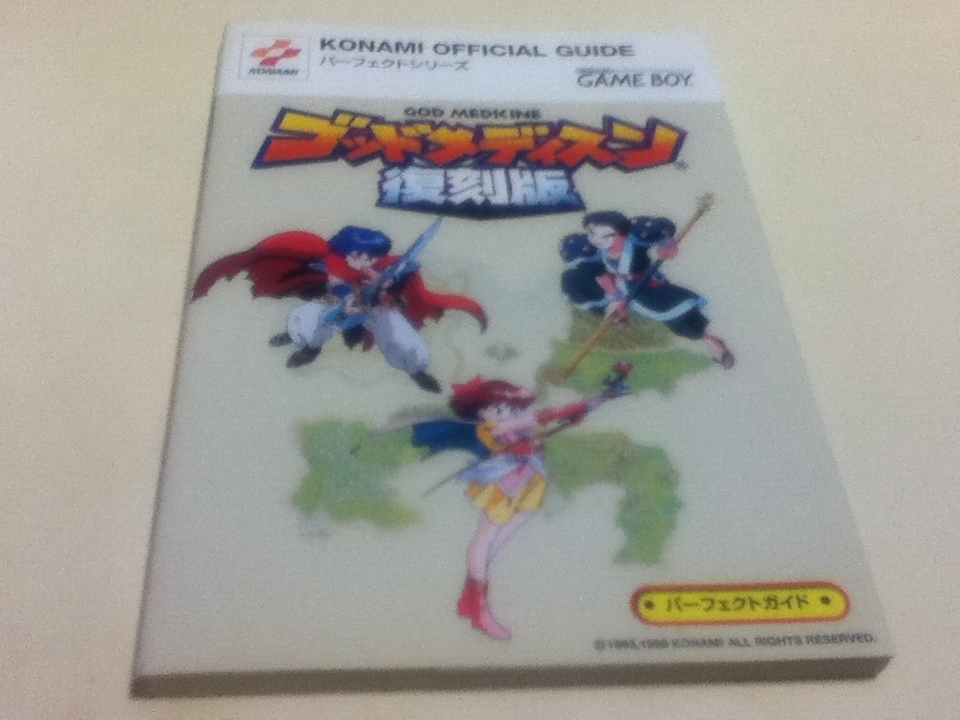 KONAMI
KONAMI OFFICIAL GUIDE
パーフェクトシリーズ
GAME BOY
GOD MEDICINE
ゴッドメディスン
復刻版
パーフェクトガイド
©1993,1998 KONAMI ALL RIGHTS RESERVED.